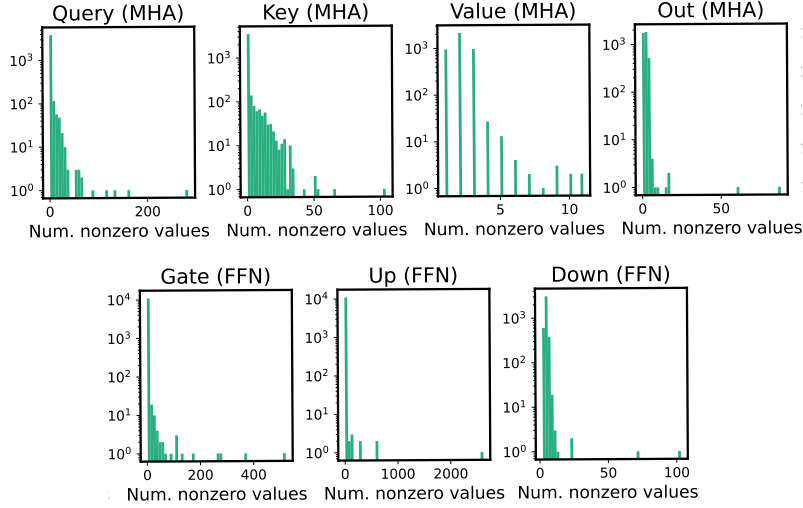 Query (MHA) Key (MHA) Value (MHA) Out (MHA)
10³ 10³ 10³ 10³
10² 10² 10² 10²
10¹ 10¹ 10¹ 10¹
10⁰ 10⁰ 10⁰ 10⁰
0 200 0 50 100 5 10 0 50
Num. nonzero values Num. nonzero values Num. nonzero values Num. nonzero values
Gate (FFN) Up (FFN) Down (FFN)
10⁴ 10⁴
10³ 10³ 10³
10² 10² 10²
10¹ 10¹ 10¹
10⁰ 10⁰ 10⁰
0 200 400 0 1000 2000 0 50 100
Num. nonzero values Num. nonzero values Num. nonzero values